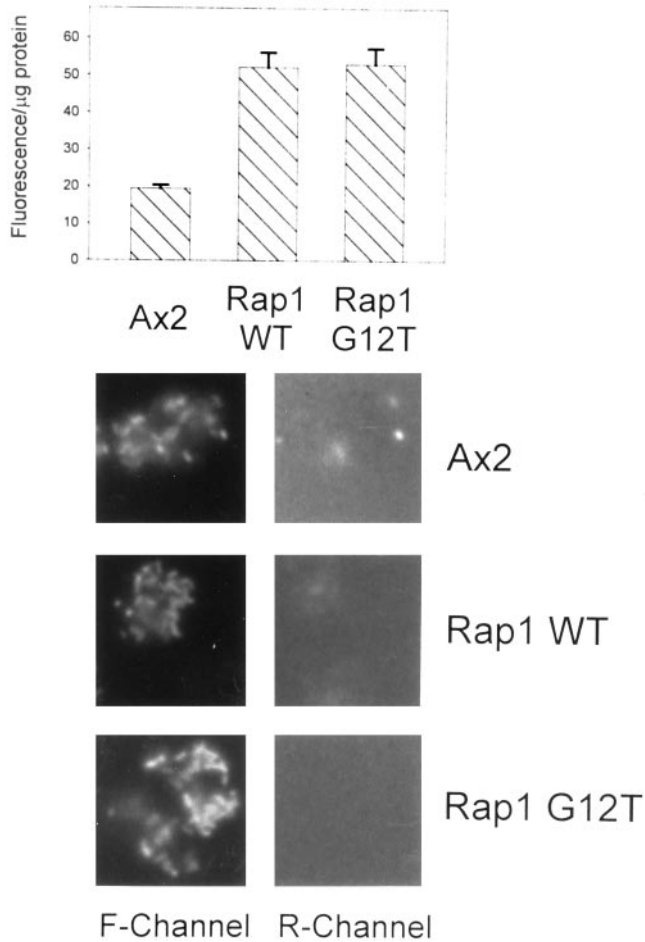 Fluorescence/µg protein
60
50
40
30
20
10
0
Ax2
Rap1 WT
Rap1 G12T
Ax2
Rap1 WT
Rap1 G12T
F-Channel
R-Channel